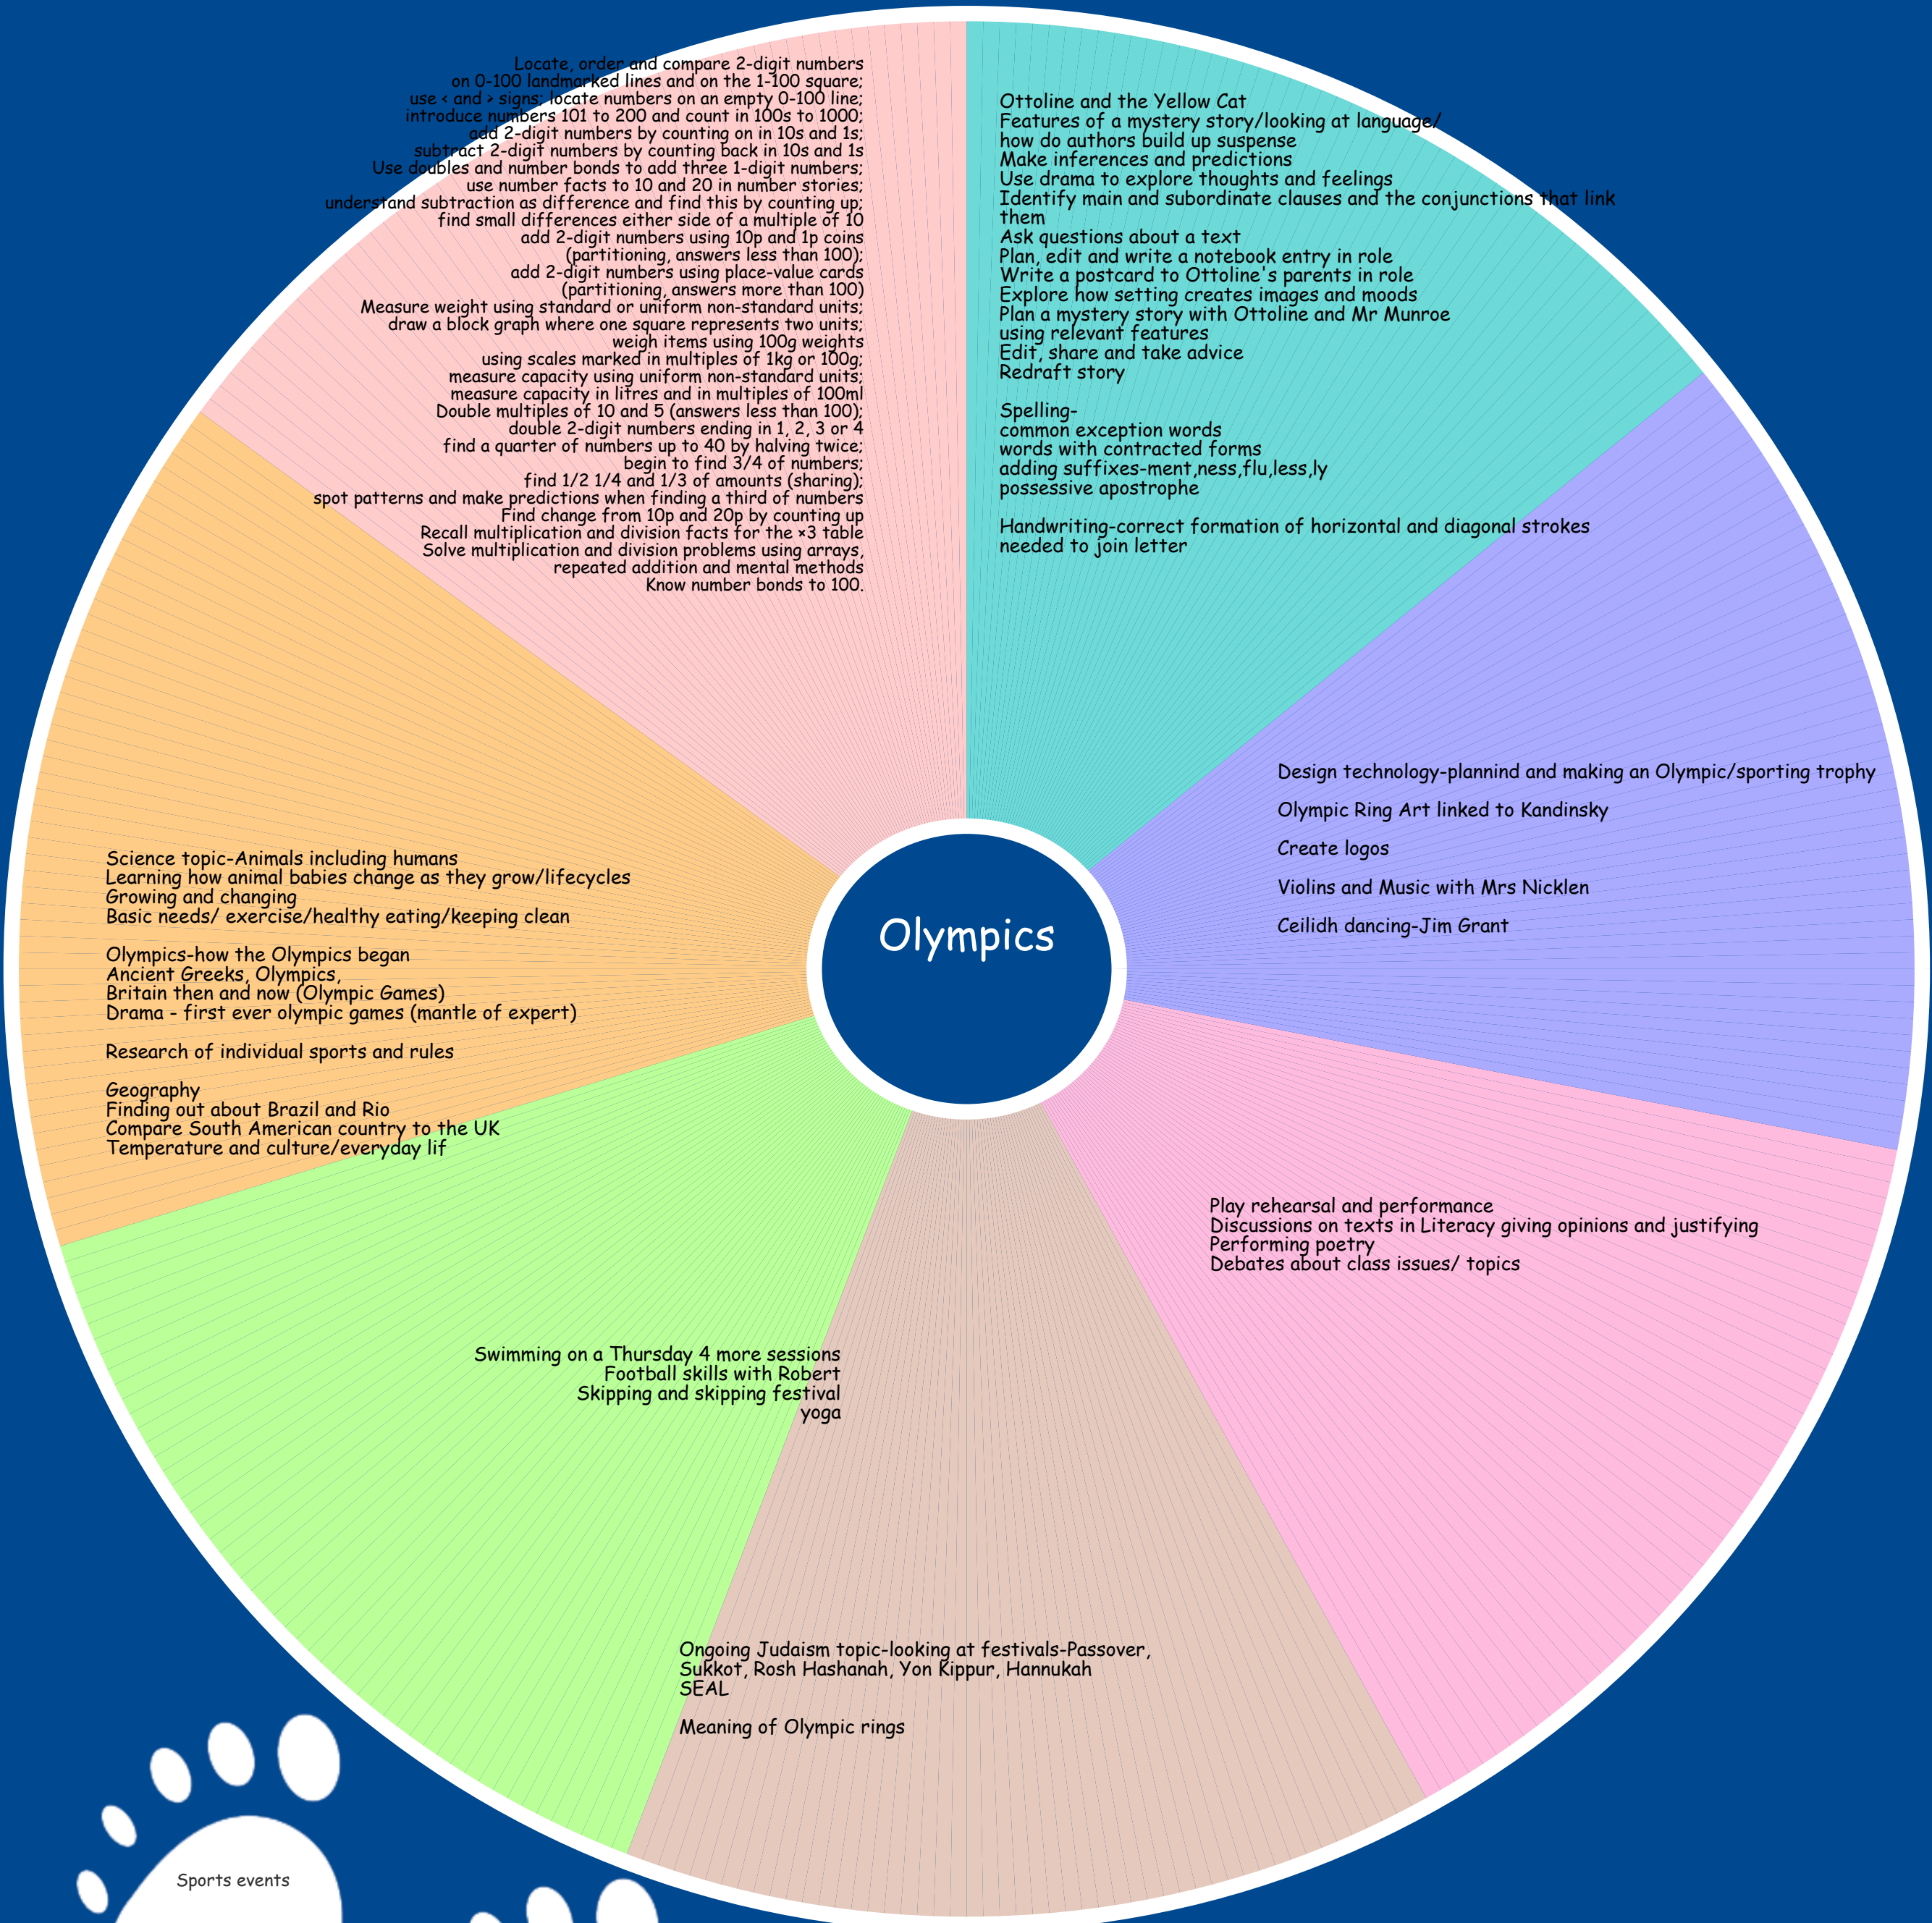 Locate, order and compare 2-digit numbers
on 0-100 landmarked lines and on the 1-100 square;
use < and > signs; locate numbers on an empty 0-100 line;
introduce numbers 101 to 200 and count in 100s to 1000;
add 2-digit numbers by counting on in 10s and 1s;
subtract 2-digit numbers by counting back in 10s and 1s
Use doubles and number bonds to add three 1-digit numbers;
use number facts to 10 and 20 in number stories;
understand subtraction as difference and find this by counting up;
find small differences either side of a multiple of 10
add 2-digit numbers using 10p and 1p coins
(partitioning, answers less than 100);
add 2-digit numbers using place-value cards
(partitioning, answers more than 100)
Measure weight using standard or uniform non-standard units;
draw a block graph where one square represents two units;
weigh items using 100g weights
using scales marked in multiples of 1kg or 100g;
measure capacity using uniform non-standard units;
measure capacity in litres and in multiples of 100ml
Double multiples of 10 and 5 (answers less than 100);
double 2-digit numbers ending in 1, 2, 3 or 4
find a quarter of numbers up to 40 by halving twice;
begin to find 3/4 of numbers;
find 1/2 1/4 and 1/3 of amounts (sharing);
spot patterns and make predictions when finding a third of numbers
Find change from 10p and 20p by counting up
Recall multiplication and division facts for the ×3 table
Solve multiplication and division problems using arrays,
repeated addition and mental methods
Know number bonds to 100.
Ottoline and the Yellow Cat
Features of a mystery story/looking at language/
how do authors build up suspense
Make inferences and predictions
Use drama to explore thoughts and feelings
Identify main and subordinate clauses and the conjunctions that link
them
Ask questions about a text
Plan, edit and write a notebook entry in role
Write a postcard to Ottoline's parents in role
Explore how setting creates images and moods
Plan a mystery story with Ottoline and Mr Munroe
using relevant features
Edit, share and take advice
Redraft story
Spelling-
common exception words
words with contracted forms
adding suffixes-ment,ness,flu,less,ly
possessive apostrophe
Handwriting-correct formation of horizontal and diagonal strokes
needed to join letter
Design technology-plannind and making an Olympic/sporting trophy
Olympic Ring Art linked to Kandinsky
Create logos
Violins and Music with Mrs Nicklen
Ceilidh dancing-Jim Grant
Olympics
Science topic-Animals including humans
Learning how animal babies change as they grow/lifecycles
Growing and changing
Basic needs/ exercise/healthy eating/keeping clean
Olympics-how the Olympics began
Ancient Greeks, Olympics,
Britain then and now (Olympic Games)
Drama - first ever olympic games (mantle of expert)
Research of individual sports and rules
Geography
Finding out about Brazil and Rio
Compare South American country to the UK
Temperature and culture/everyday lif
Play rehearsal and performance
Discussions on texts in Literacy giving opinions and justifying
Performing poetry
Debates about class issues/ topics
Swimming on a Thursday 4 more sessions
Football skills with Robert
Skipping and skipping festival
yoga
Ongoing Judaism topic-looking at festivals-Passover,
Sukkot, Rosh Hashanah, Yon Kippur, Hannukah
SEAL
Meaning of Olympic rings
Sports events